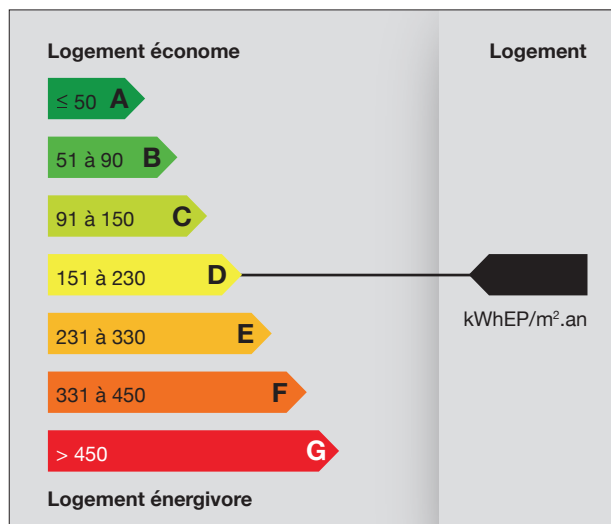 Logement économe
Logement
≤ 50 A
51 à 90 B
91 à 150 C
151 à 230 D
kWhEP/m².an
231 à 330 E
331 à 450 F
> 450 G
Logement énergivore